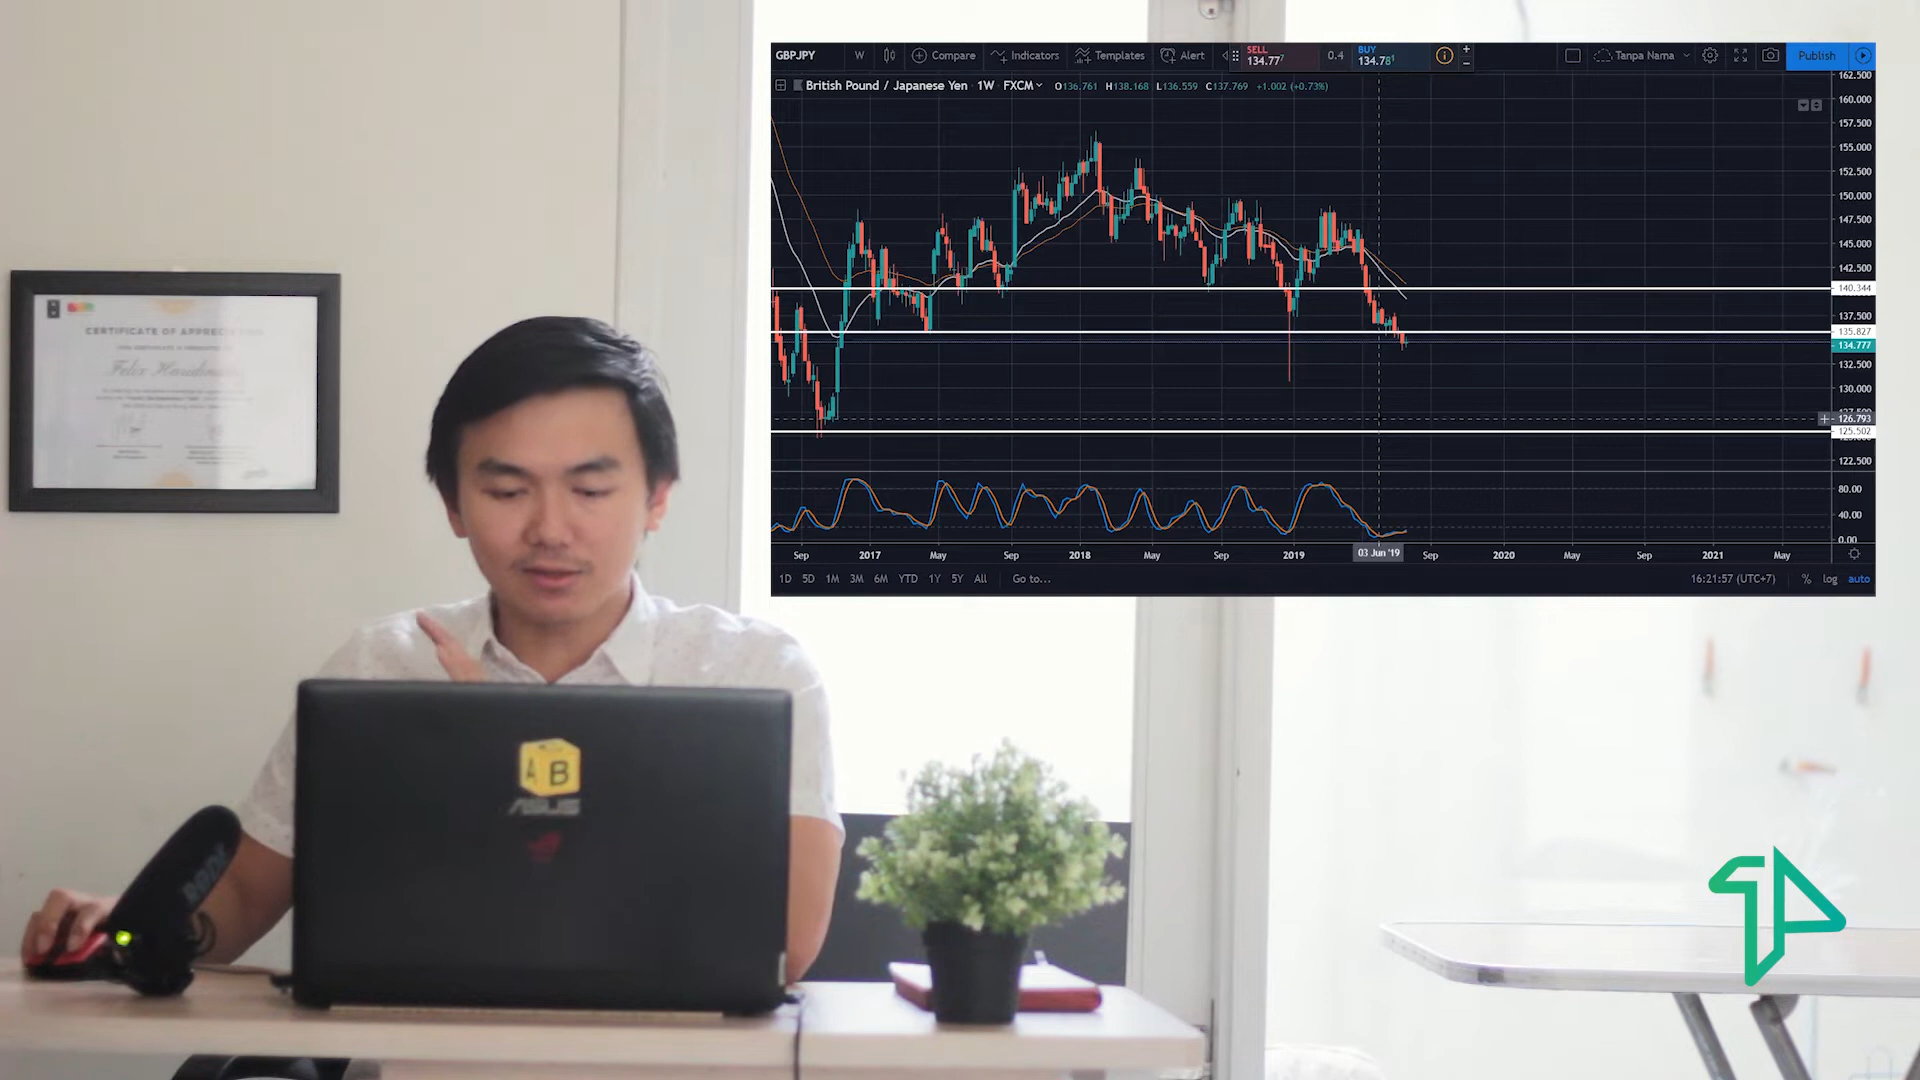 GBPJPY W Compare Indicators Templates Alert SELL 134.777 0.4 BUY 134.781 Tanpa Nama Publish
British Pound / Japanese Yen 1W FXCM O136.761 H138.168 L136.559 C137.769 +1.002 (+0.73%)
162.500
160.000
157.500
155.000
152.500
150.000
147.500
145.000
142.500
140.344
137.500
135.827
134.777
132.500
130.000
126.793
125.502
122.500
80.00
40.00
0.00
Sep 2017 May Sep 2018 May Sep 2019 03 Jun '19 Sep 2020 May Sep 2021 May
1D 5D 1M 3M 6M YTD 1Y 5Y All Go to... 16:21:57 (UTC+7) % log auto
CERTIFICATE OF
Felix
A B
ASUS
RODE